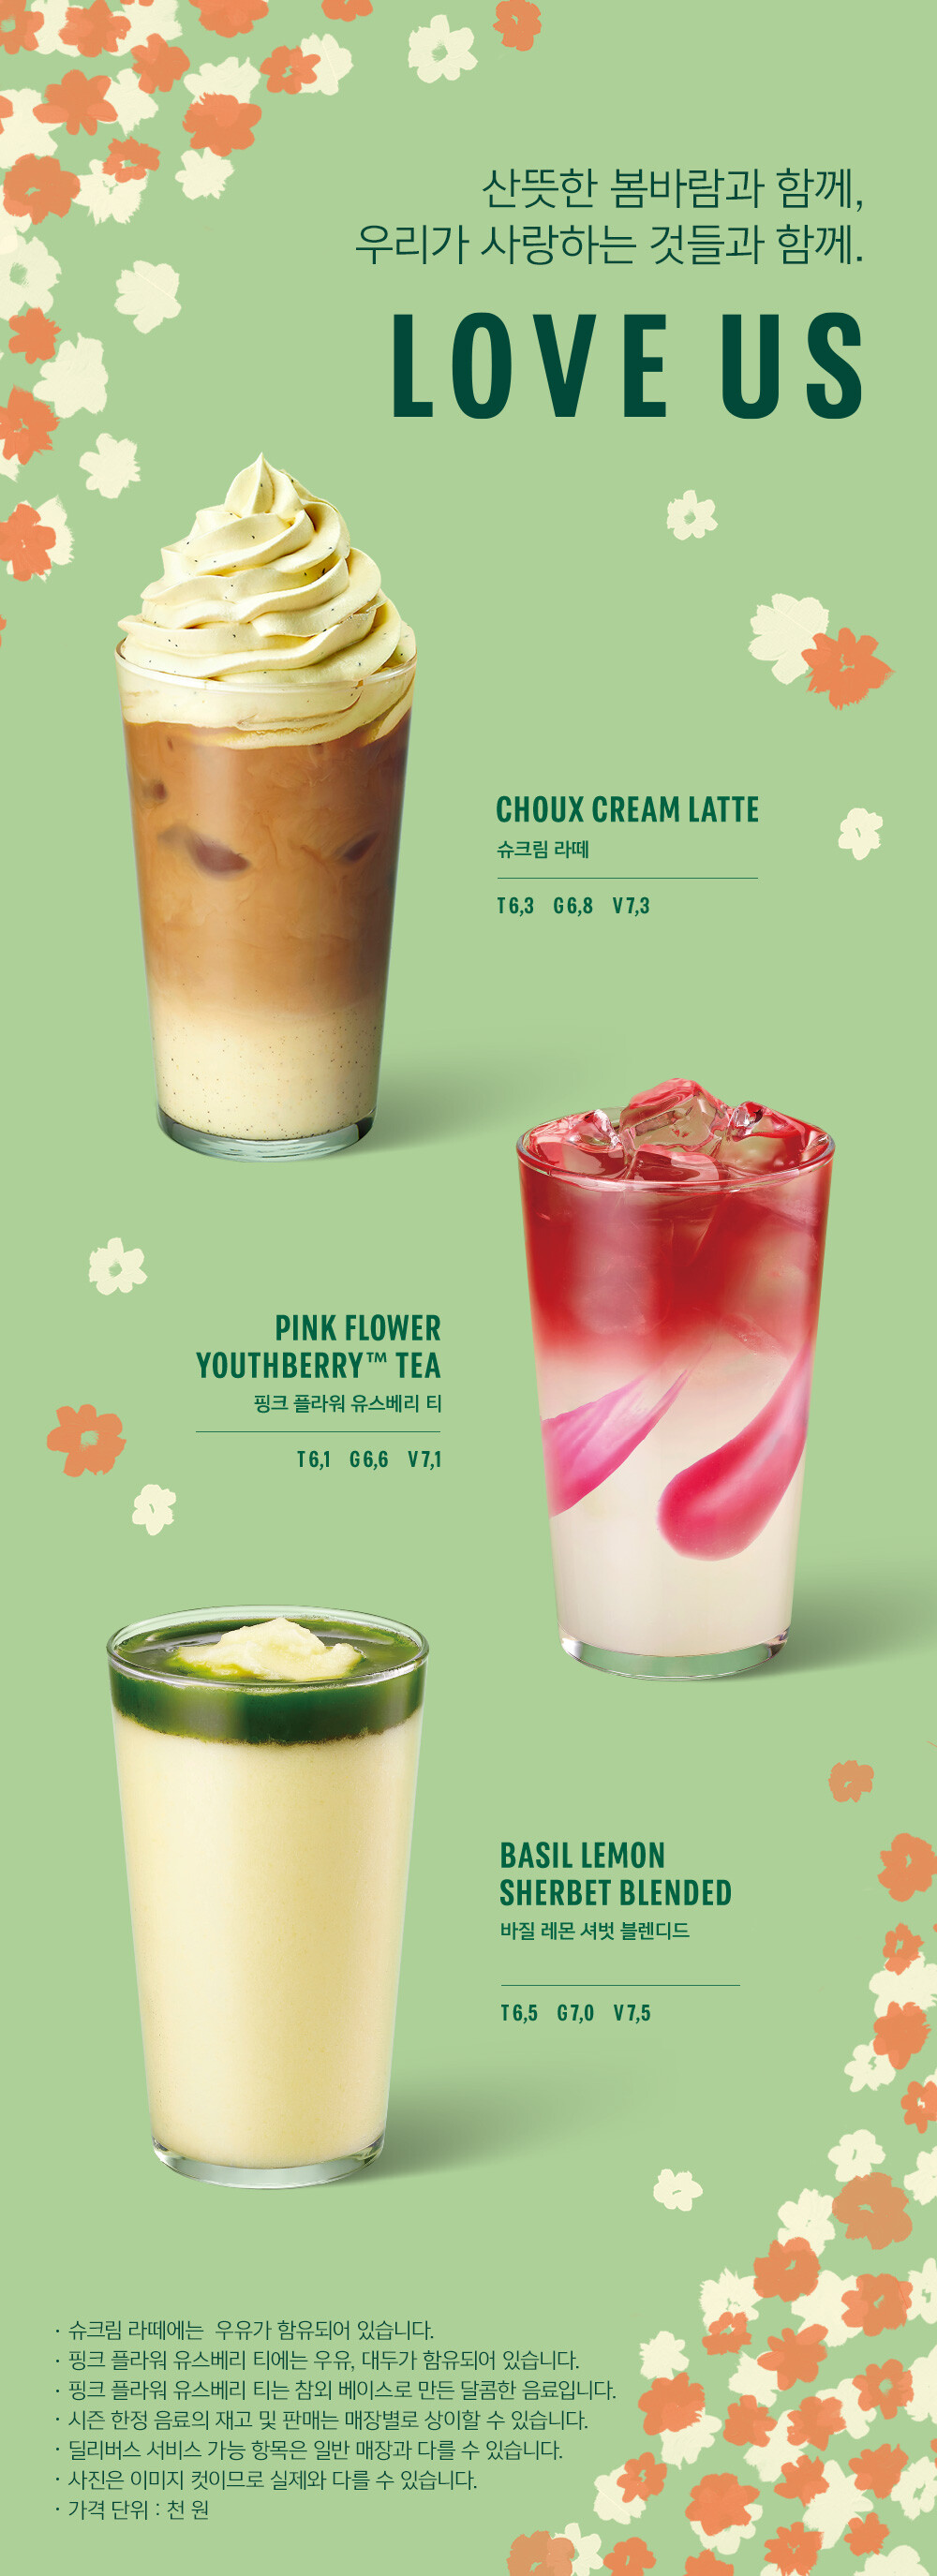 산뜻한 봄바람과 함께,
우리가 사랑하는 것들과 함께.
LOVE US
CHOUX CREAM LATTE
슈크림 라떼
T 6,3 G 6,8 V 7,3
PINK FLOWER
YOUTHBERRY™ TEA
핑크 플라워 유스베리 티
T 6,1 G 6,6 V 7,1
BASIL LEMON
SHERBET BLENDED
바질 레몬 셔벗 블렌디드
T 6,5 G 7,0 V 7,5
· 슈크림 라떼에는 우유가 함유되어 있습니다.
· 핑크 플라워 유스베리 티에는 우유, 대두가 함유되어 있습니다.
· 핑크 플라워 유스베리 티는 참외 베이스로 만든 달콤한 음료입니다.
· 시즌 한정 음료의 재고 및 판매는 매장별로 상이할 수 있습니다.
· 딜리버스 서비스 가능 항목은 일반 매장과 다를 수 있습니다.
· 사진은 이미지 컷이므로 실제와 다를 수 있습니다.
· 가격 단위 : 천 원